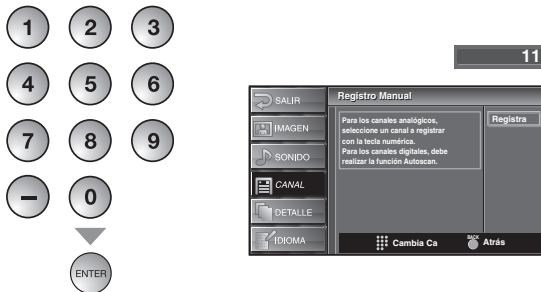 1 2 3
4 5 6
7 8 9
– 0
ENTER
11
SALIR
IMAGEN
SONIDO
CANAL
DETALLE
IDIOMA
Registro Manual
Para los canales analógicos,
seleccione un canal a registrar
con la tecla numérica.
Para los canales digitales, debe
realizar la función Autoscan.
Registra
Cambia Ca
BACK
Atrás